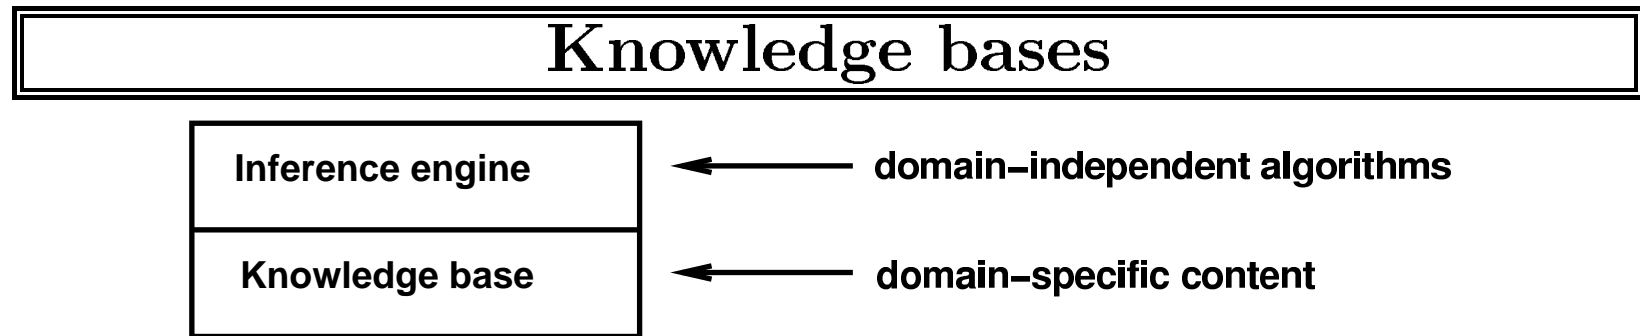 Knowledge bases
Inference engine domain−independent algorithms
Knowledge base domain−specific content